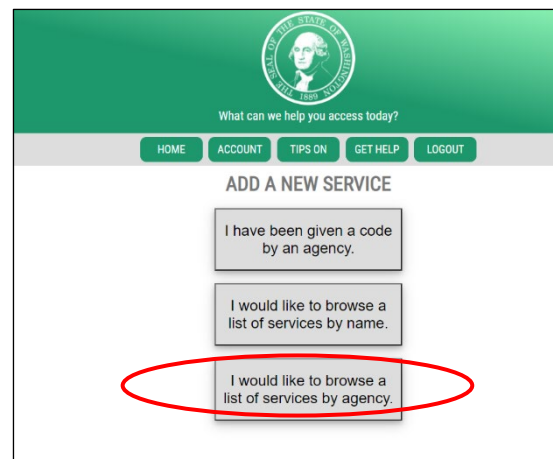 THE SEAL OF THE STATE OF WASHINGTON
1889
What can we help you access today?
HOME ACCOUNT TIPS ON GET HELP LOGOUT
ADD A NEW SERVICE
I have been given a code
by an agency.
I would like to browse a
list of services by name.
I would like to browse a
list of services by agency.